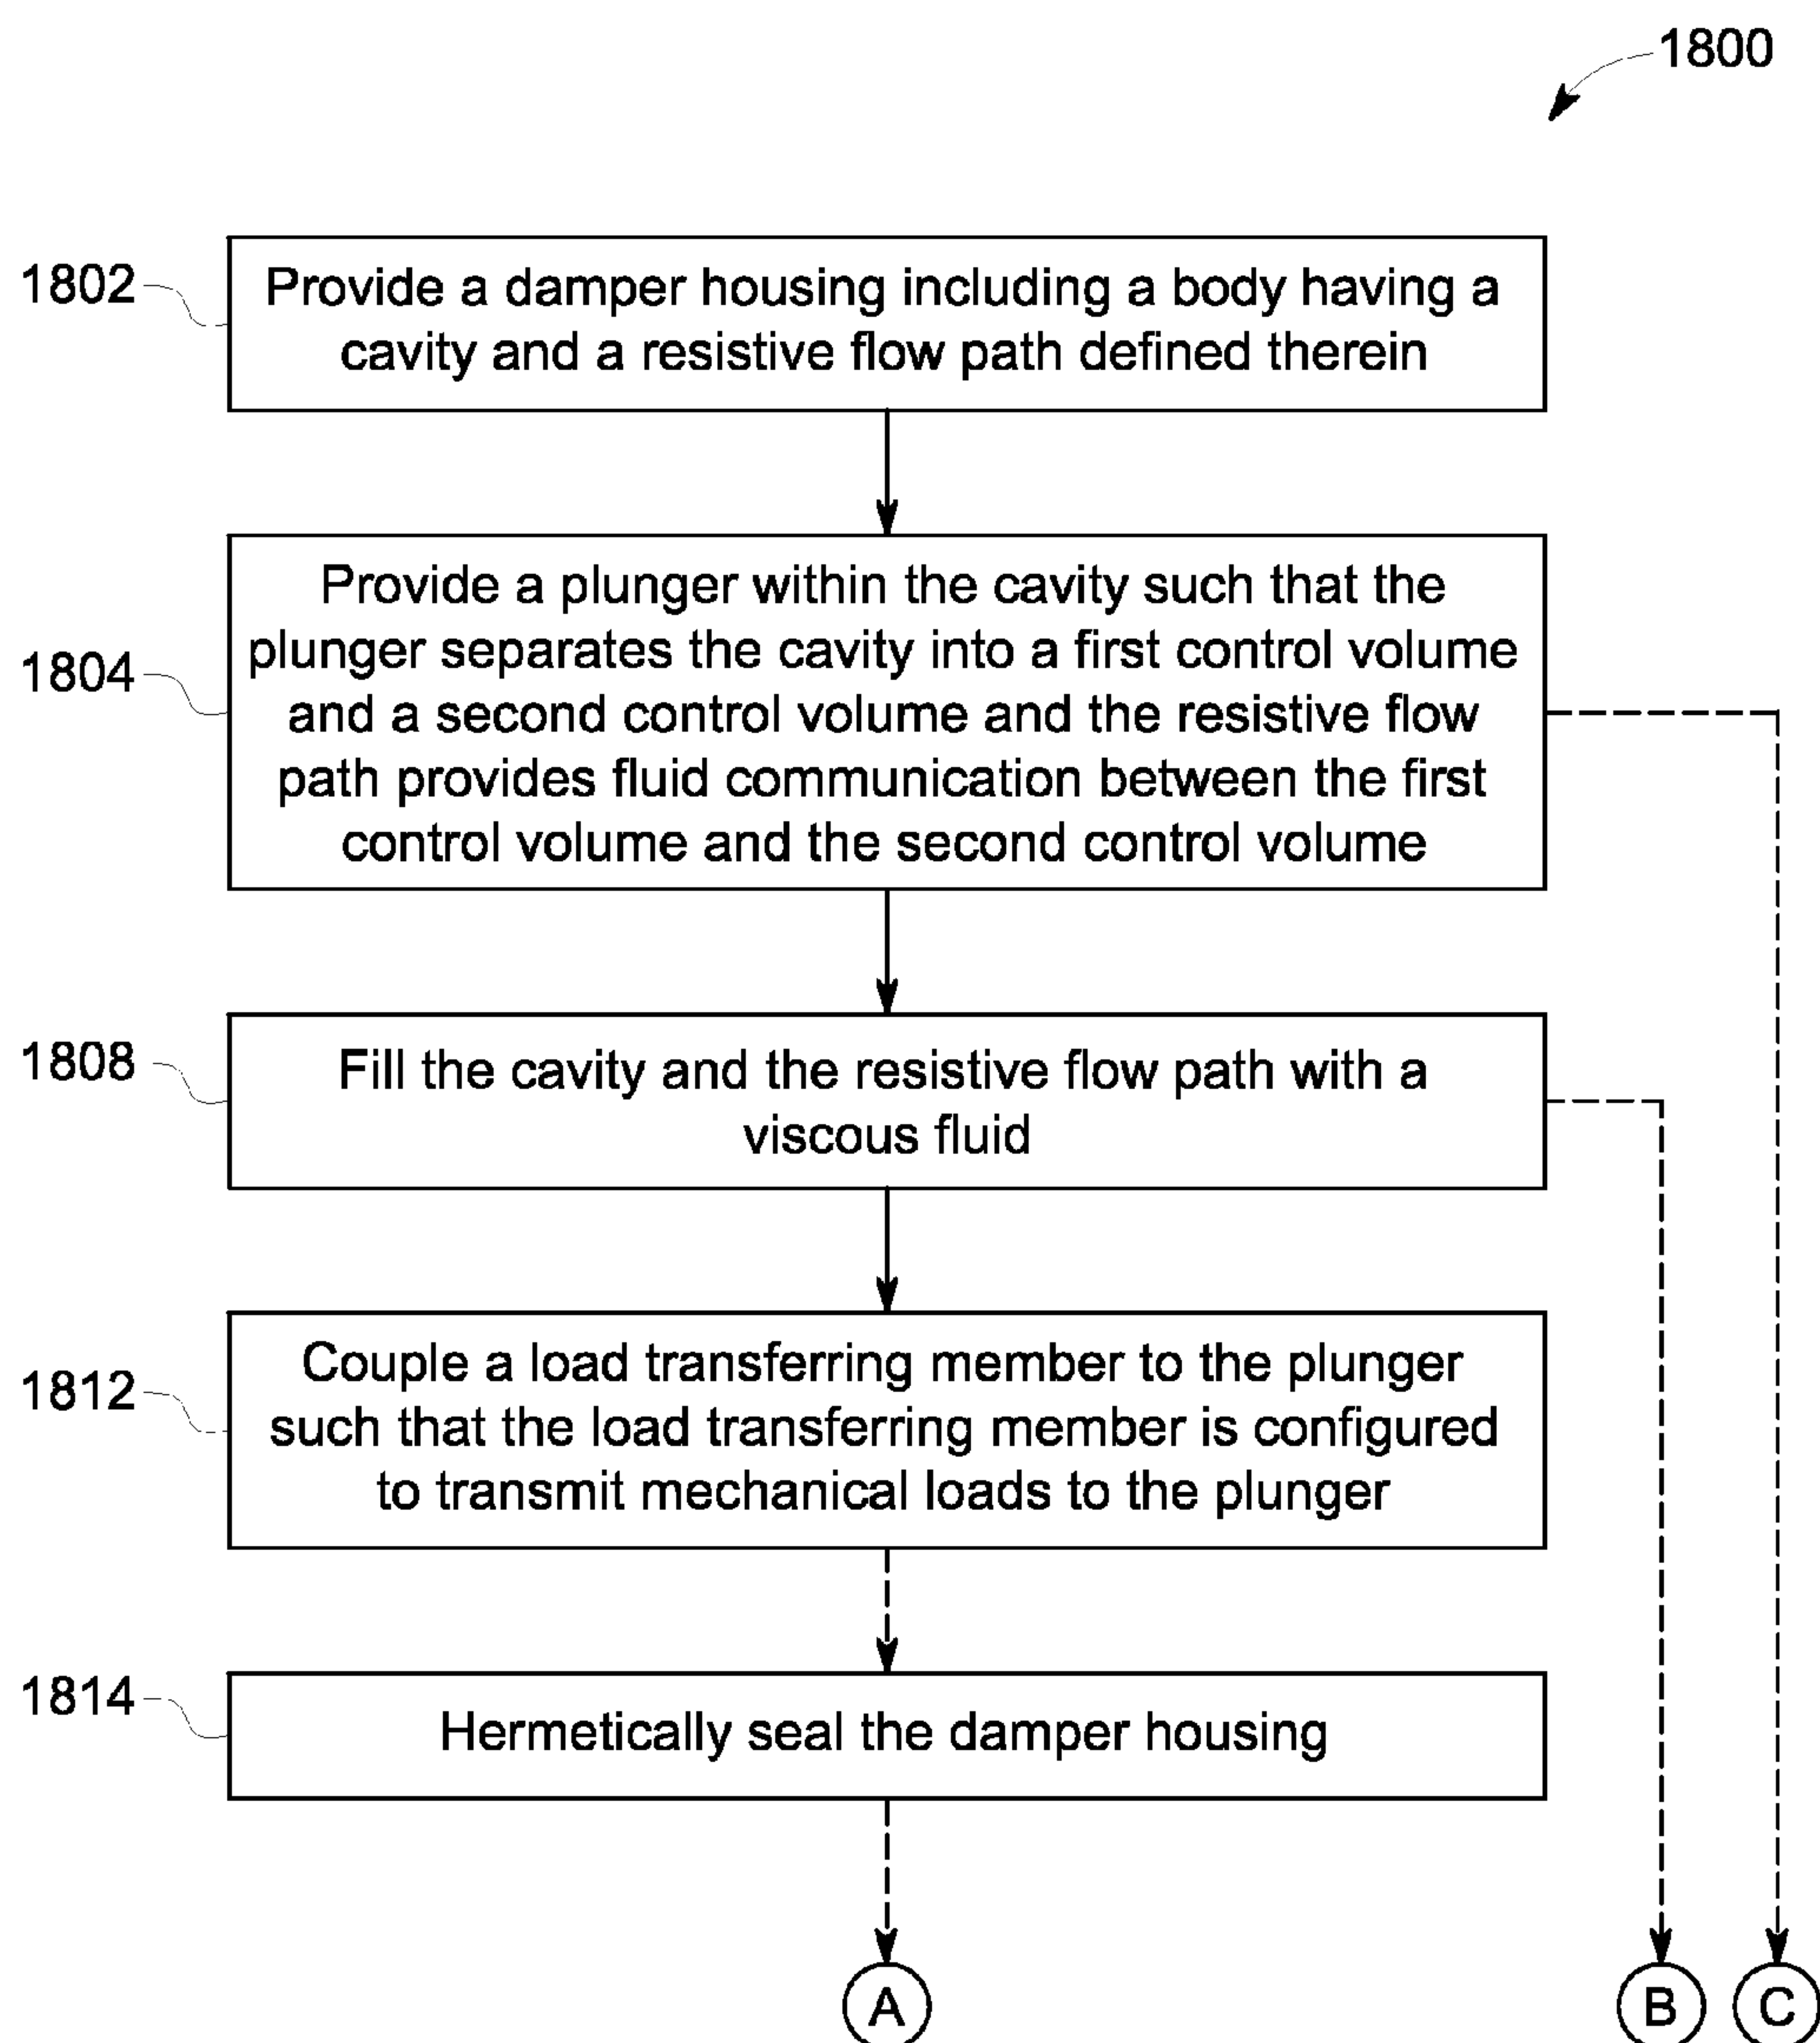 1800
1802
Provide a damper housing including a body having a
cavity and a resistive flow path defined therein
1804
Provide a plunger within the cavity such that the
plunger separates the cavity into a first control volume
and a second control volume and the resistive flow
path provides fluid communication between the first
control volume and the second control volume
1808
Fill the cavity and the resistive flow path with a
viscous fluid
1812
Couple a load transferring member to the plunger
such that the load transferring member is configured
to transmit mechanical loads to the plunger
1814
Hermetically seal the damper housing
A
B
C